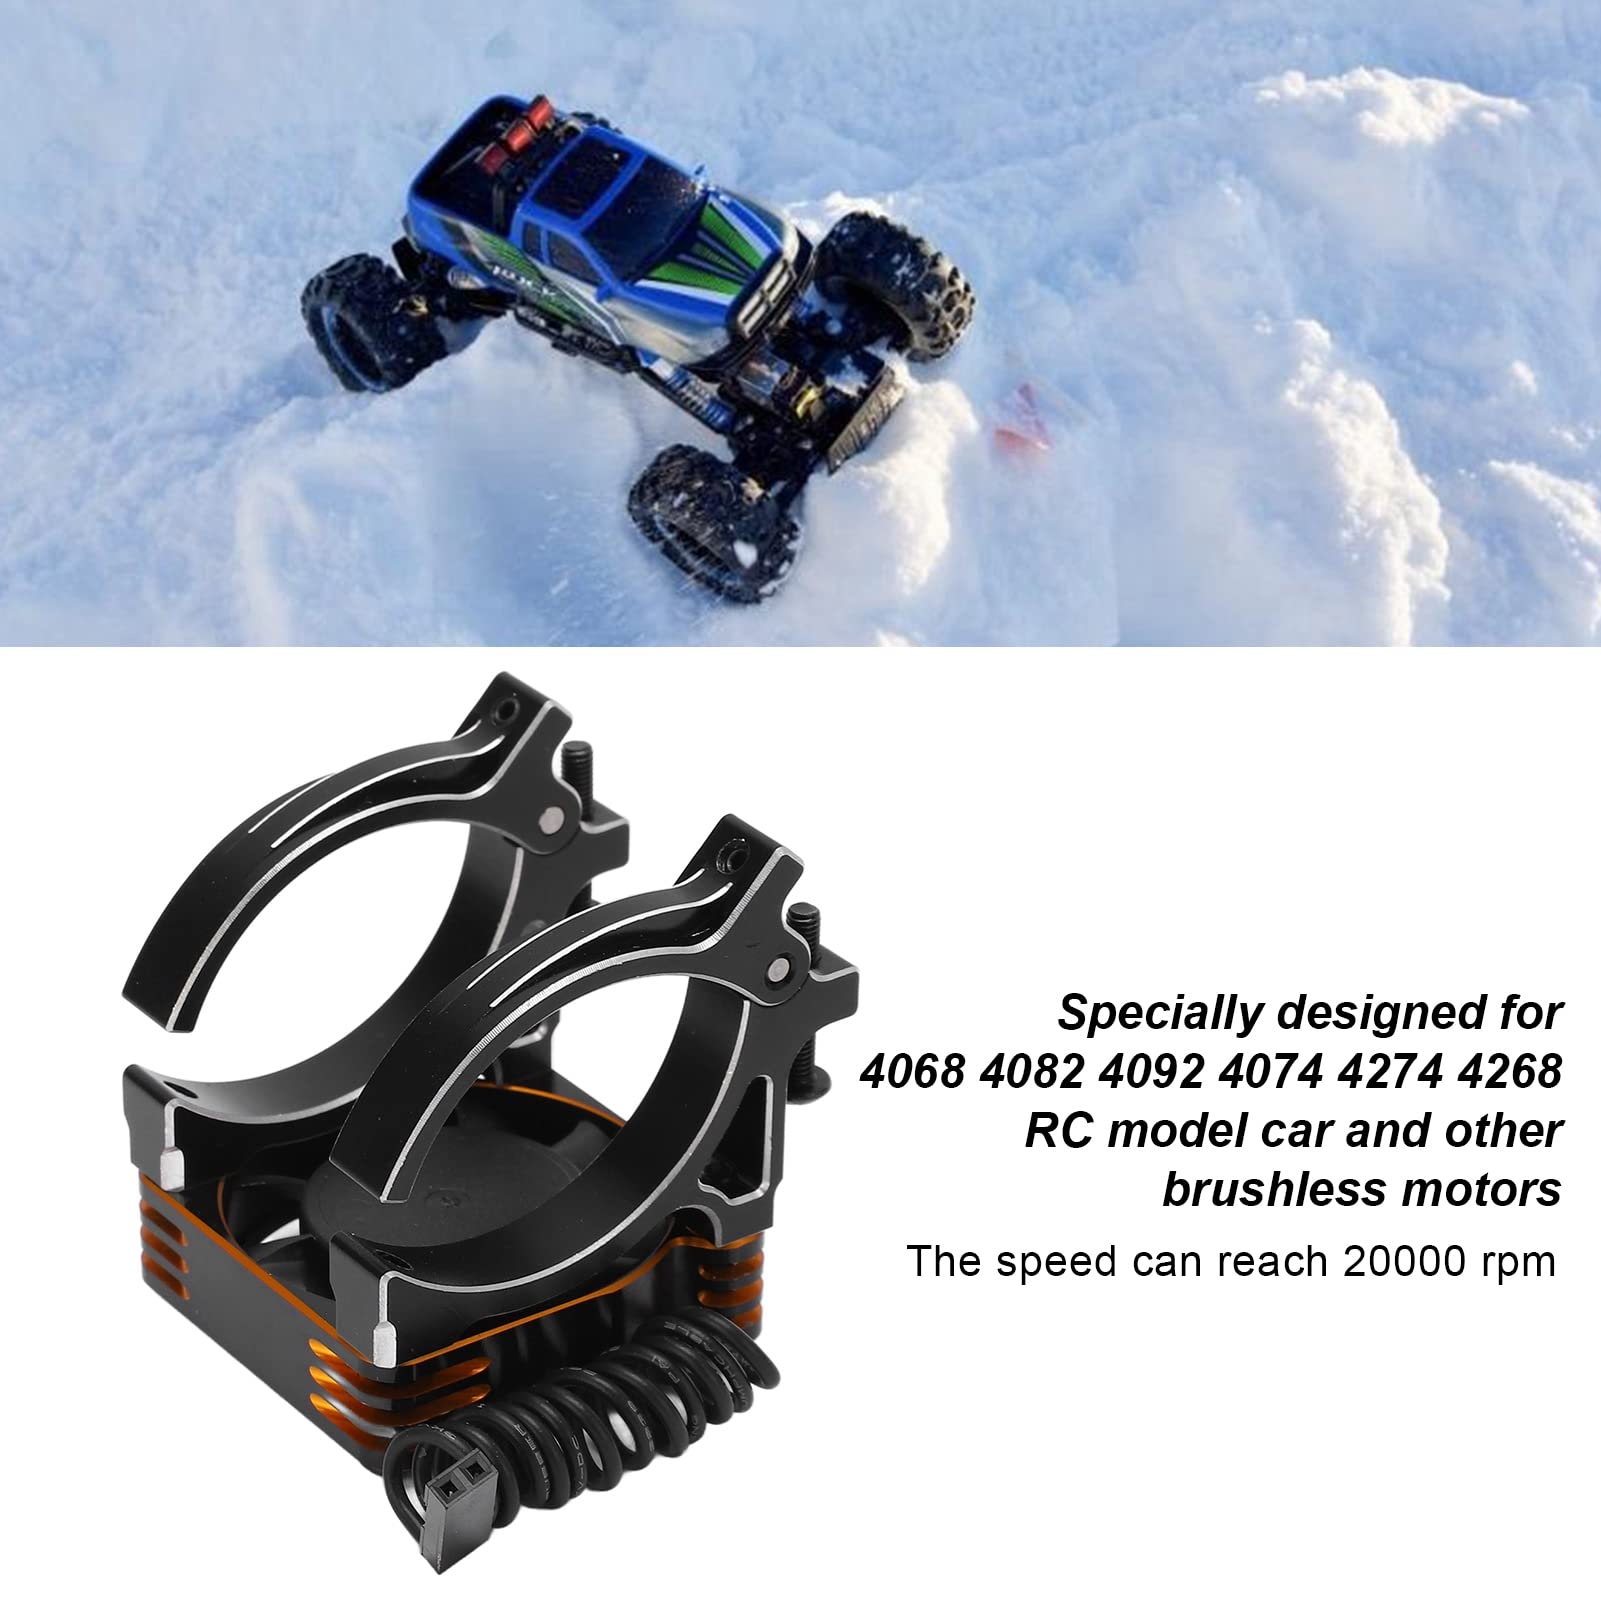 Specially designed for
4068 4082 4092 4074 4274 4268
RC model car and other
brushless motors
The speed can reach 20000 rpm